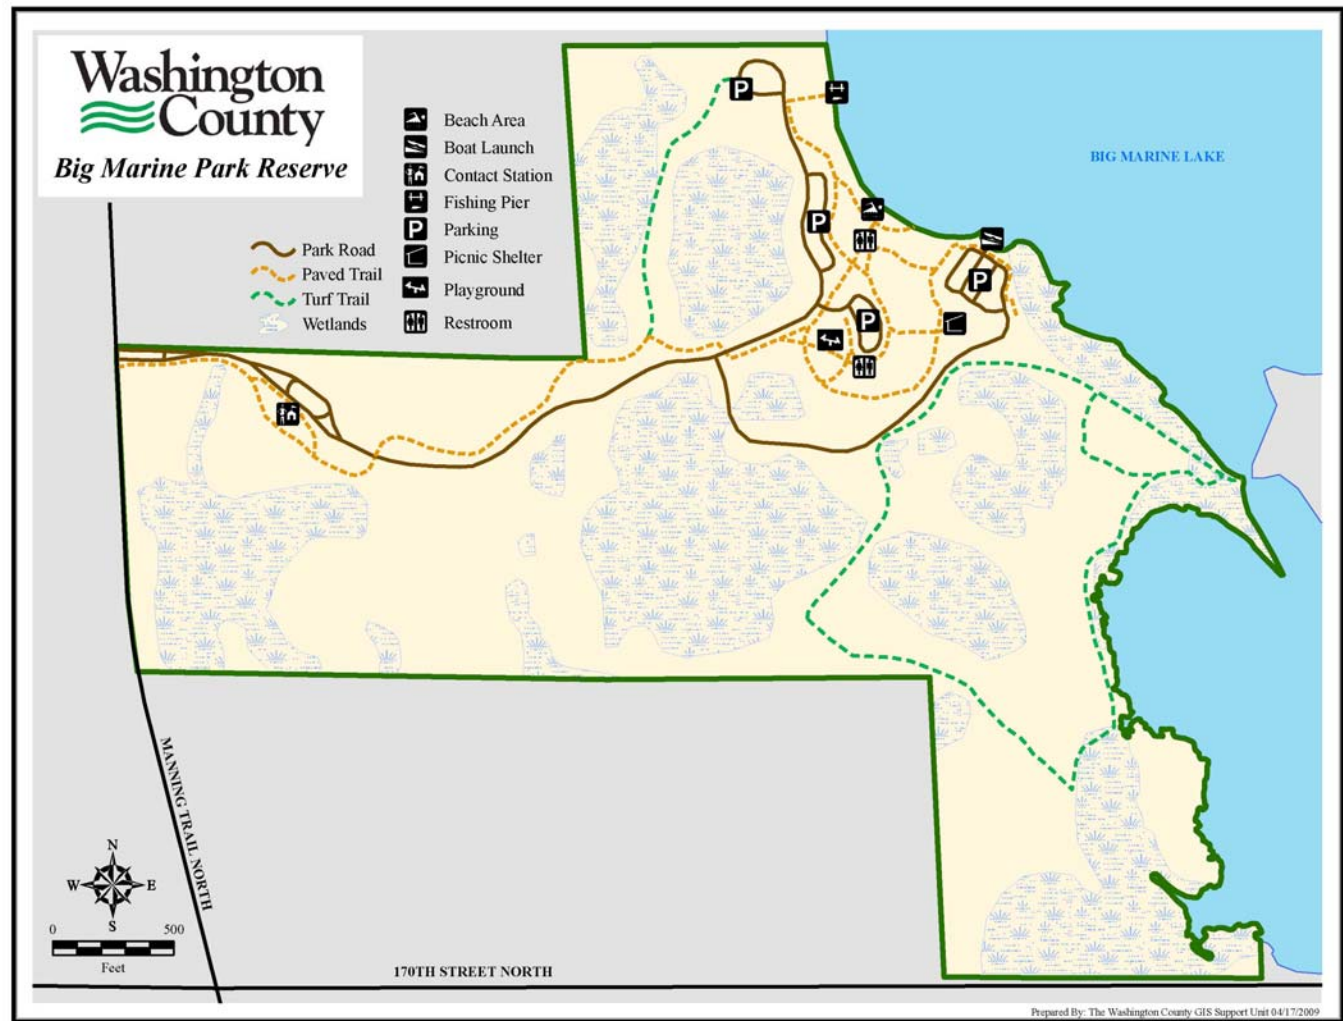 Washington
County
Big Marine Park Reserve
Beach Area
Boat Launch
Contact Station
Fishing Pier
P Parking
Picnic Shelter
Playground
Restroom
Park Road
Paved Trail
Turf Trail
Wetlands
P
P
P
P
BIG MARINE LAKE
MANNING TRAIL NORTH
N
W E
S
0 500
Feet
170TH STREET NORTH
Prepared By: The Washington County GIS Support Unit 04/17/2009